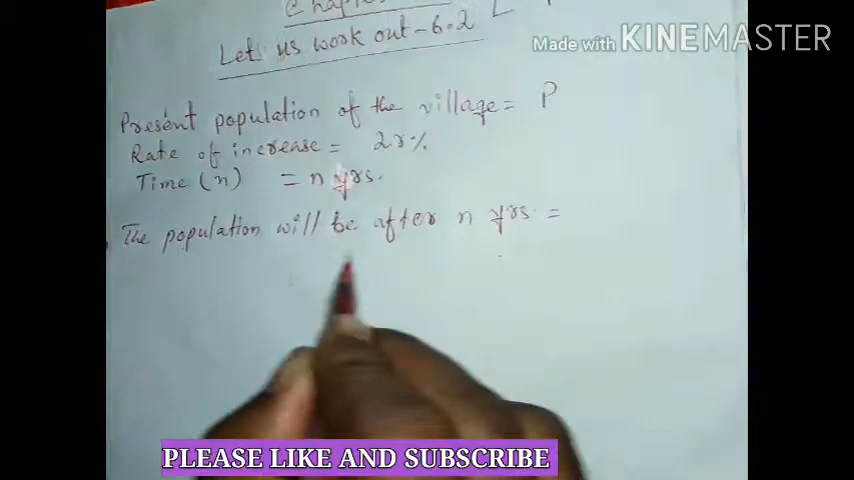 Let's us work out - 6.2
Made with KINEMASTER
Present population of the village = P
Rate of increase = 2r%
Time (n) = n yrs.
The population will be after n yrs =
PLEASE LIKE AND SUBSCRIBE